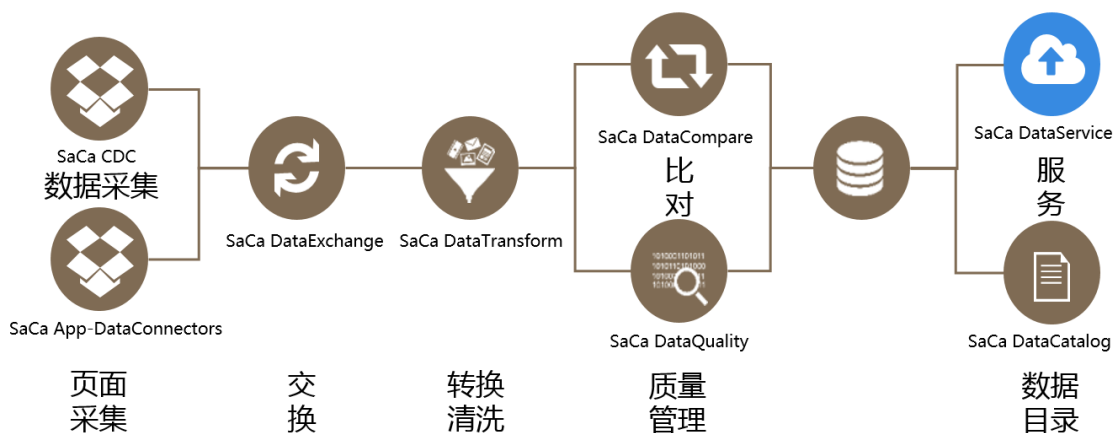 SaCa CDC
数据采集
SaCa App-DataConnectors
页面
采集
SaCa DataExchange
交
换
SaCa DataTransform
转换
清洗
SaCa DataCompare
比
对
1010001101011
1010110101000
SaCa DataQuality
质量
管理
SaCa DataService
服
务
SaCa DataCatalog
数据
目录